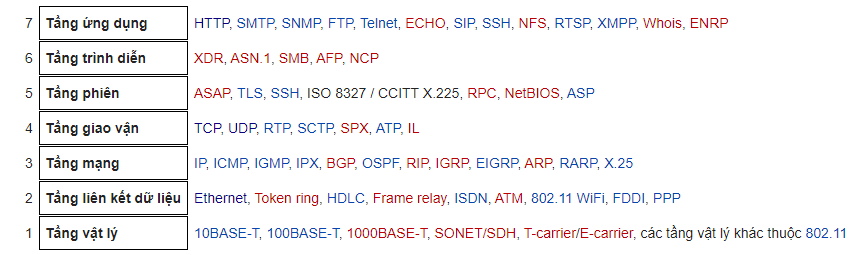 7 Tầng ứng dụng HTTP, SMTP, SNMP, FTP, Telnet, ECHO, SIP, SSH, NFS, RTSP, XMPP, Whois, ENRP
6 Tầng trình diễn XDR, ASN.1, SMB, AFP, NCP
5 Tầng phiên ASAP, TLS, SSH, ISO 8327 / CCITT X.225, RPC, NetBIOS, ASP
4 Tầng giao vận TCP, UDP, RTP, SCTP, SPX, ATP, IL
3 Tầng mạng IP, ICMP, IGMP, IPX, BGP, OSPF, RIP, IGRP, EIGRP, ARP, RARP, X.25
2 Tầng liên kết dữ liệu Ethernet, Token ring, HDLC, Frame relay, ISDN, ATM, 802.11 WiFi, FDDI, PPP
1 Tầng vật lý 10BASE-T, 100BASE-T, 1000BASE-T, SONET/SDH, T-carrier/E-carrier, các tầng vật lý khác thuộc 802.11